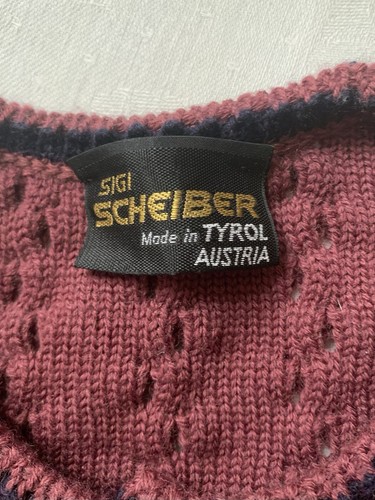 SIGI
SCHEIBER
Made in TYROL
AUSTRIA